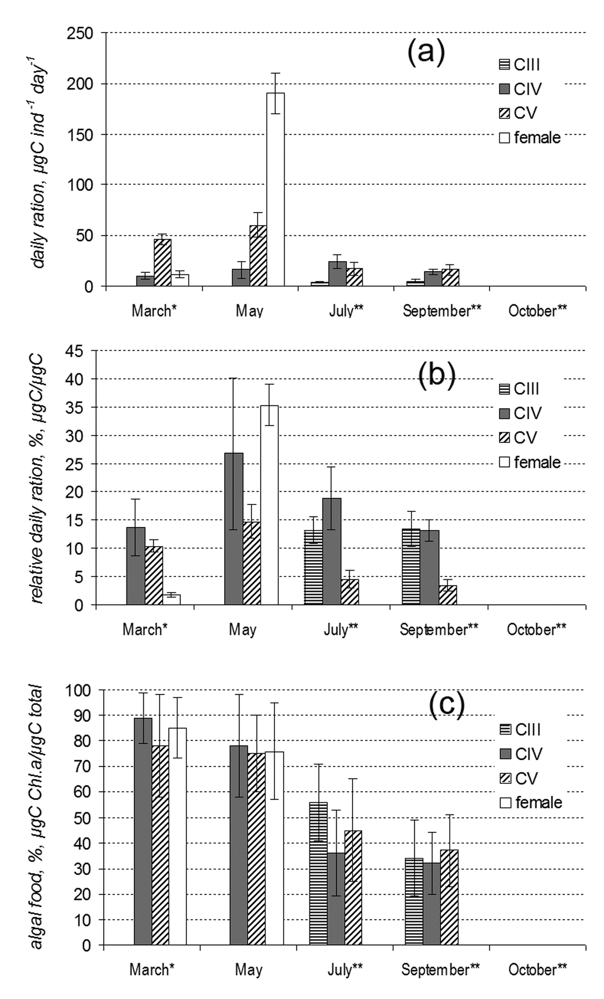 (a)
daily ration, µgC ind⁻¹ day⁻¹
250
200
150
100
50
0
CIII
CIV
CV
female
March* May July** September** October**
(b)
relative daily ration, %, µgC/µgC
45
40
35
30
25
20
15
10
5
0
CIII
CIV
CV
female
March* May July** September** October**
(c)
algal food, %, µgC Chl.a/µgC total
100
90
80
70
60
50
40
30
20
10
0
CIII
CIV
CV
female
March* May July** September** October**